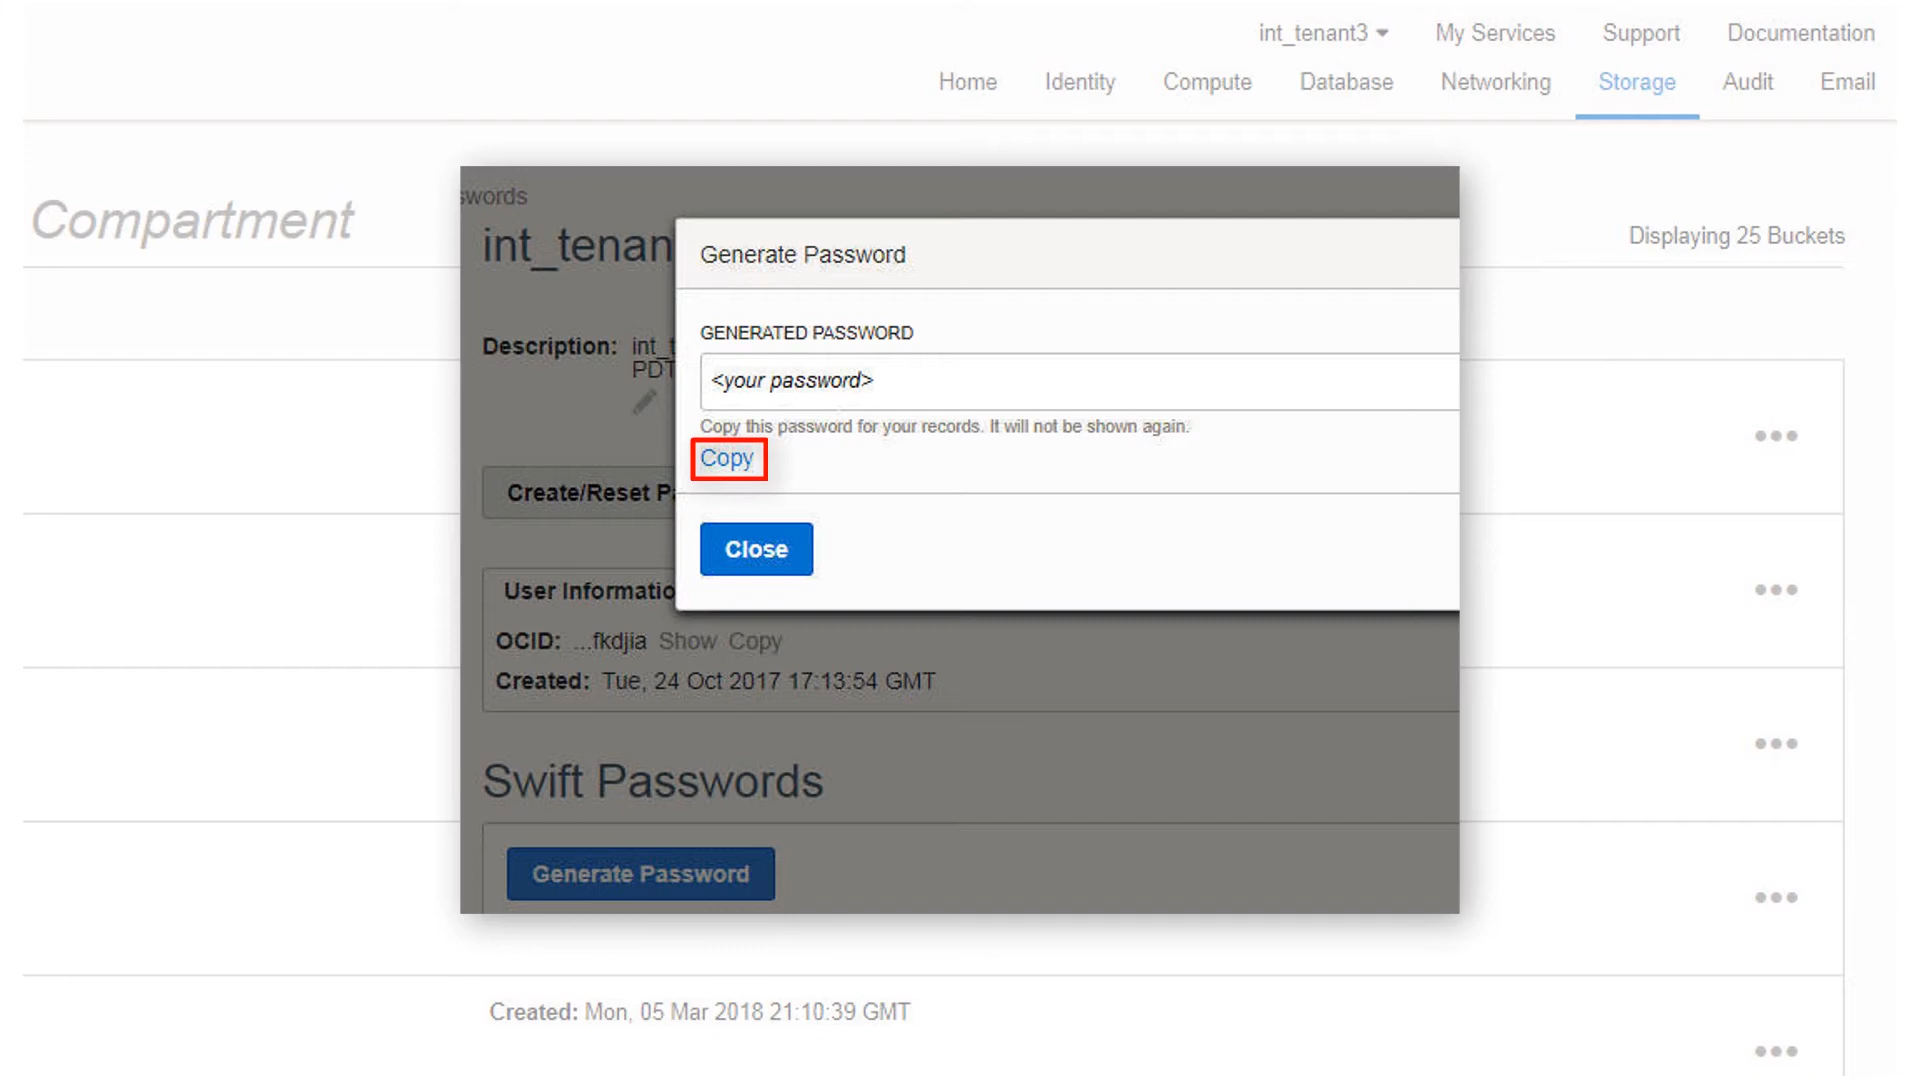 int_tenant3 My Services Support Documentation
Home Identity Compute Database Networking Storage Audit Email
Compartment
Displaying 25 Buckets
swords
int_tenan
Description: int_t
PDT
Create/Reset Pa
User Informatio
OCID: ...fkdjia Show Copy
Created: Tue, 24 Oct 2017 17:13:54 GMT
Swift Passwords
Generate Password
Generate Password
GENERATED PASSWORD
<your password>
Copy this password for your records. It will not be shown again.
Copy
Close
Created: Mon, 05 Mar 2018 21:10:39 GMT